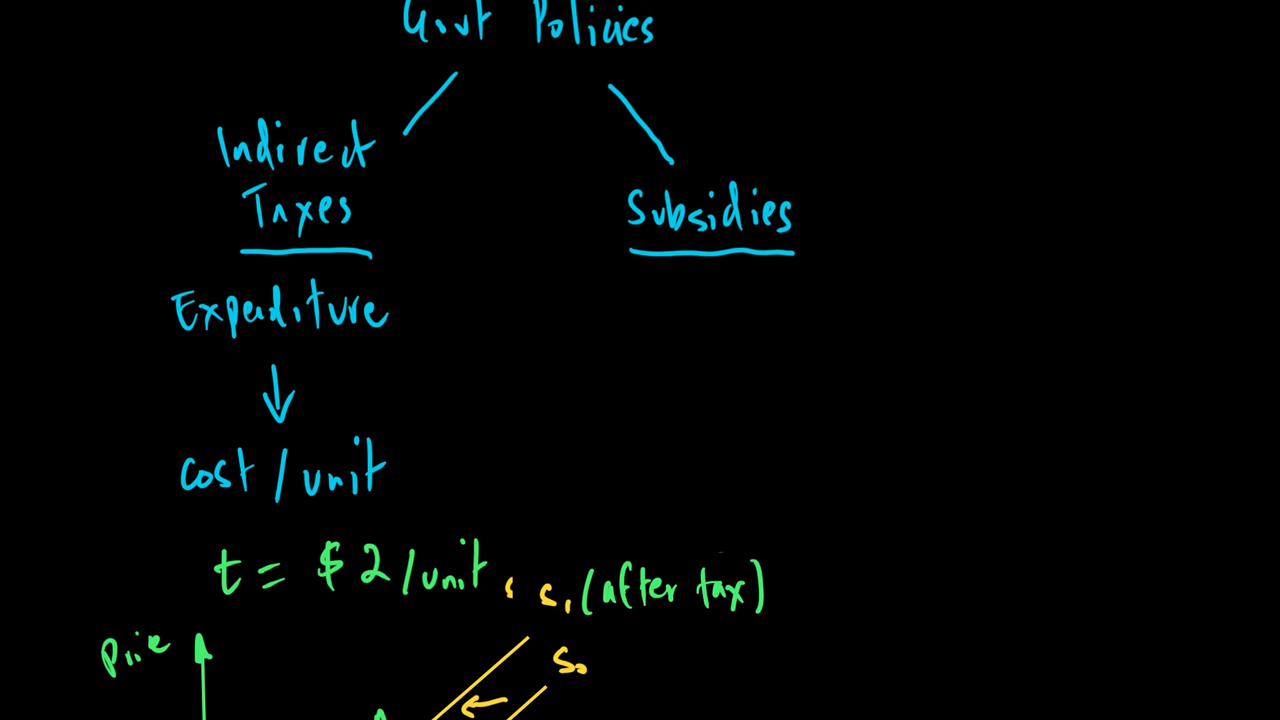 Govt Policies
Indirect
Taxes
Subsidies
Expenditure
cost/unit
t = $2/unit
S₁ (after tax)
Price
S₀